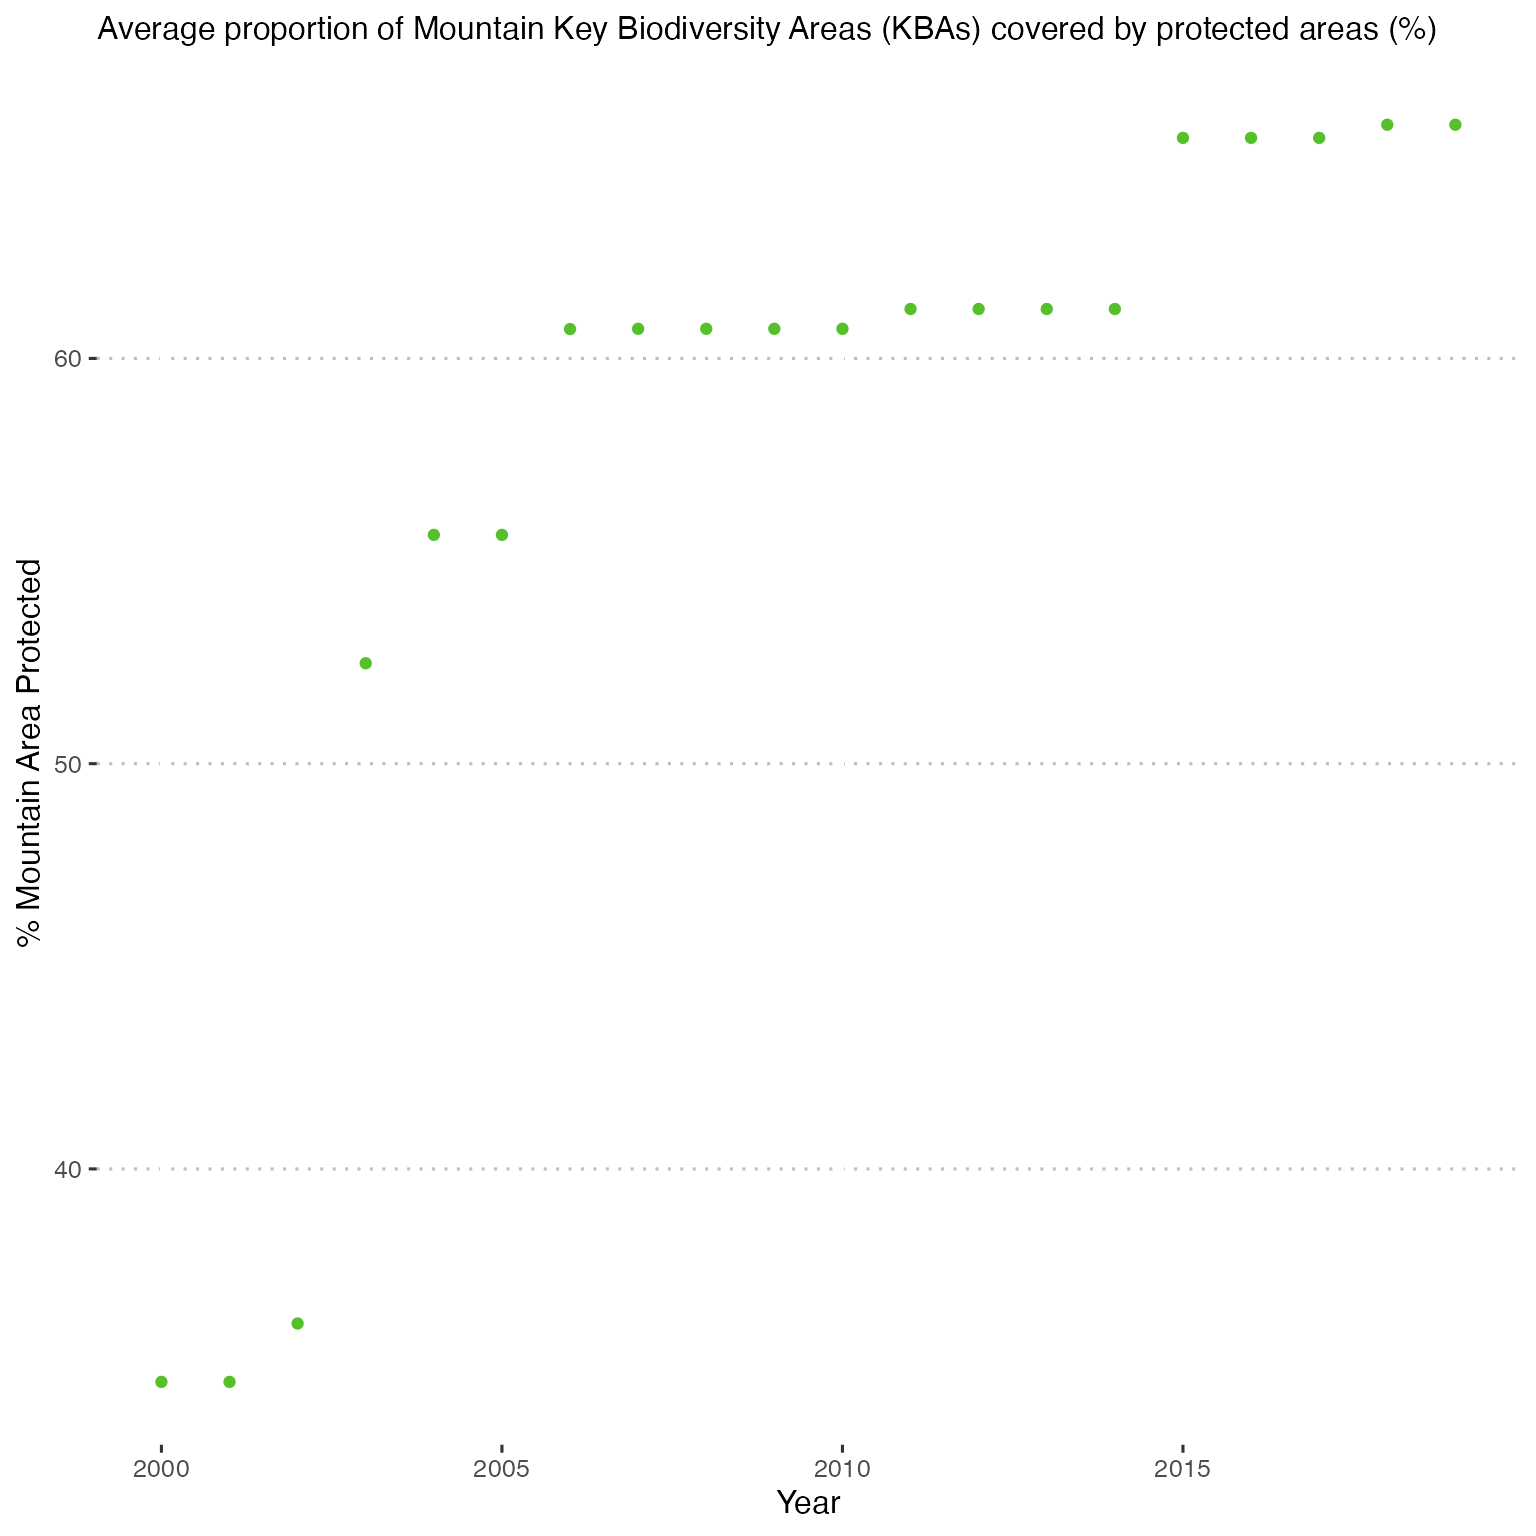 Average proportion of Mountain Key Biodiversity Areas (KBAs) covered by protected areas (%)
60
50
40
% Mountain Area Protected
2000 2005 2010 2015
Year